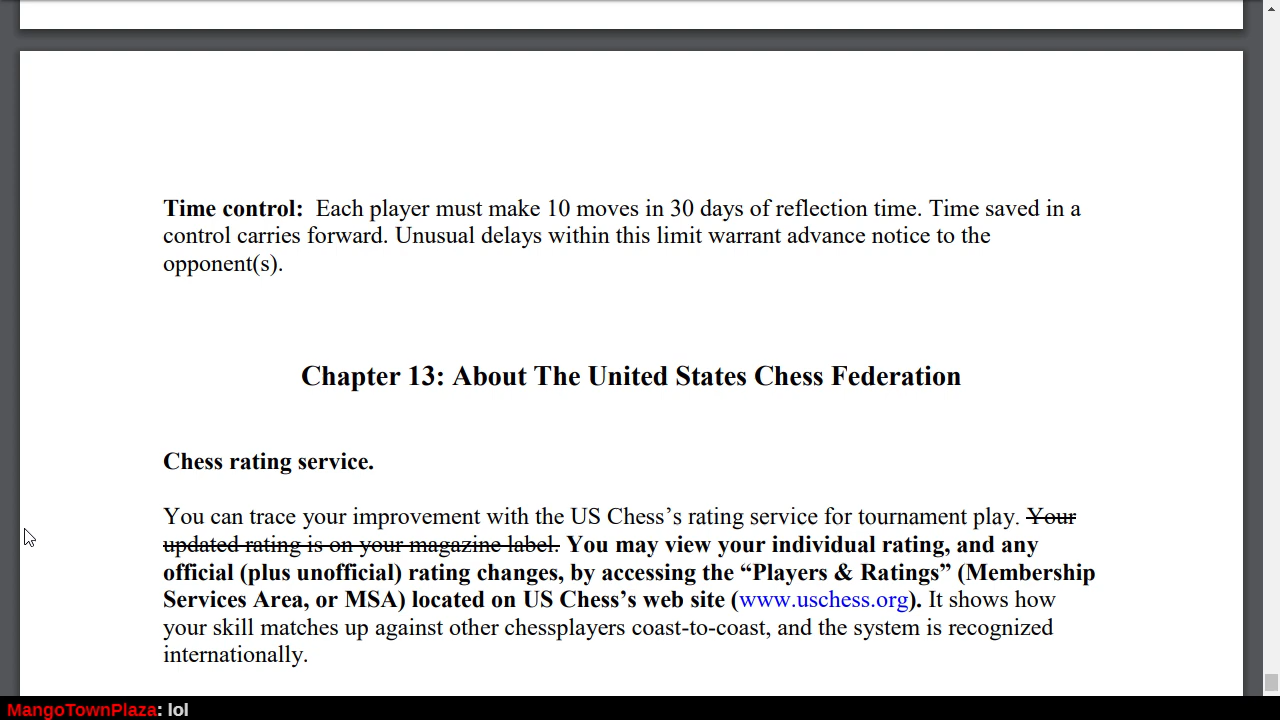 Time control: Each player must make 10 moves in 30 days of reflection time. Time saved in a
control carries forward. Unusual delays within this limit warrant advance notice to the
opponent(s).
Chapter 13: About The United States Chess Federation
Chess rating service.
You can trace your improvement with the US Chess’s rating service for tournament play. Your
updated rating is on your magazine label. You may view your individual rating, and any
official (plus unofficial) rating changes, by accessing the “Players & Ratings” (Membership
Services Area, or MSA) located on US Chess’s web site (www.uschess.org). It shows how
your skill matches up against other chessplayers coast-to-coast, and the system is recognized
internationally.
MangoTownPlaza: lol